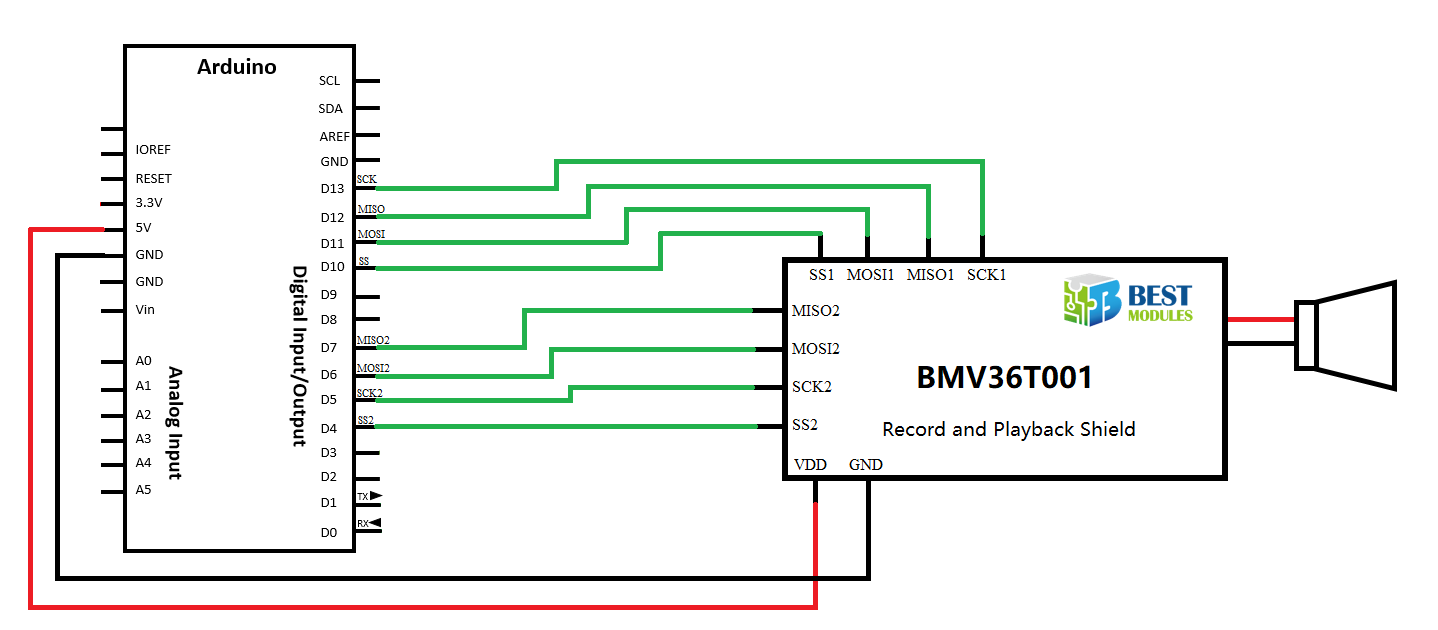 Arduino
IOREF
RESET
3.3V
5V
GND
GND
Vin
A0
A1
A2
A3
A4
A5
Analog Input
SCL
SDA
AREF
GND
D13 SCK
D12 MISO
D11 MOSI
D10 SS
D9
D8
D7 MISO2
D6 MOSI2
D5 SCK2
D4 SS2
D3
D2
D1 TX
D0 RX
Digital Input/Output
SS1 MOSI1 MISO1 SCK1
MISO2
MOSI2
SCK2
SS2
VDD GND
BEST
MODULES
BMV36T001
Record and Playback Shield